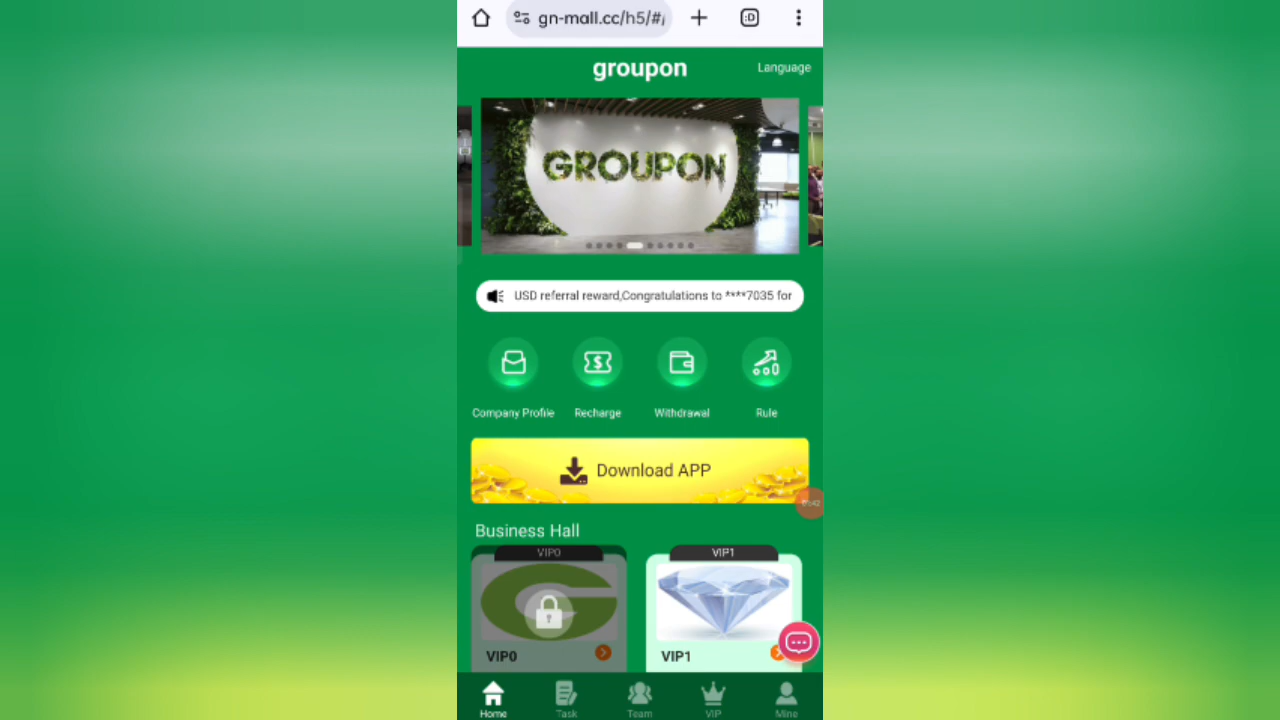 gn-mall.cc/h5/#/
:D
groupon
Language
GROUPON
USD referral reward,Congratulations to ****7035 for
Company Profile
Recharge
Withdrawal
Rule
Download APP
Business Hall
VIP0
VIP1
VIP0
VIP1
Home
Task
Team
VIP
Mine